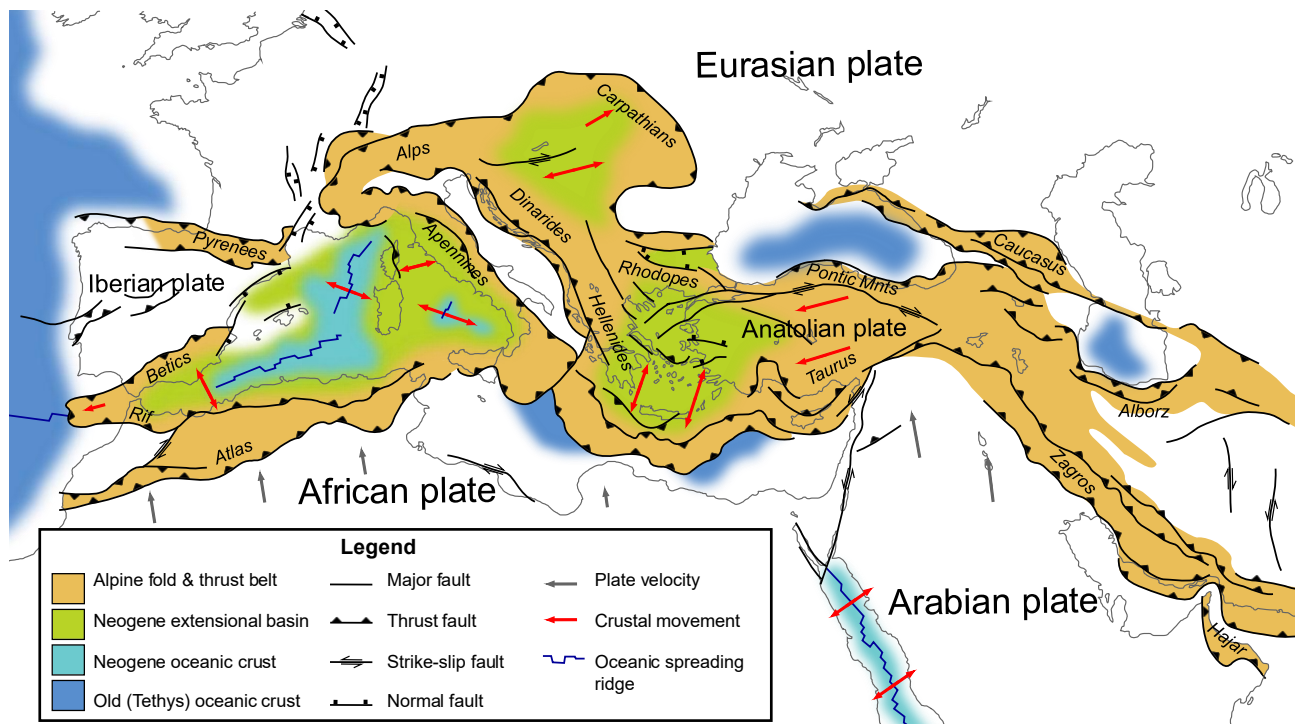 Eurasian plate
Carpathians
Alps
Dinarides
Pyrenees
Apennines
Caucasus
Rhodopes
Pontic Mnts
Iberian plate
Hellenides
Anatolian plate
Taurus
Betics
Rif
Alborz
Atlas
Zagros
African plate
Arabian plate
Hajar
Legend
Alpine fold & thrust belt
Major fault
Plate velocity
Neogene extensional basin
Thrust fault
Crustal movement
Neogene oceanic crust
Strike-slip fault
Oceanic spreading
ridge
Old (Tethys) oceanic crust
Normal fault